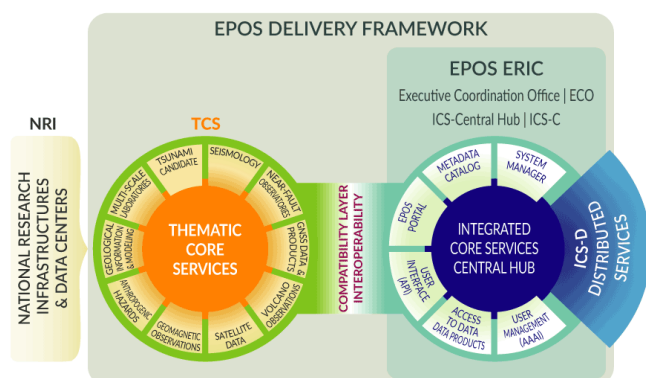 EPOS DELIVERY FRAMEWORK
EPOS ERIC
Executive Coordination Office | ECO
ICS-Central Hub | ICS-C
NRI
NATIONAL RESEARCH
INFRASTRUCTURES
& DATA CENTERS
TCS
THEMATIC
CORE
SERVICES
TSUNAMI
CANDIDATE
SEISMOLOGY
NEAR-FAULT
OBSERVATORIES
GNSS DATA &
PRODUCTS
VOLCANO
OBSERVATIONS
SATELLITE
DATA
GEOMAGNETIC
OBSERVATIONS
ANTHROPOGENIC
HAZARDS
GEOLOGICAL
INFORMATION
& MODELING
MULTI-SCALE
LABORATORIES
COMPATIBILITY LAYER
INTEROPERABILITY
INTEGRATED
CORE SERVICES
CENTRAL HUB
METADATA
CATALOG
SYSTEM
MANAGER
USER
MANAGEMENT
(AAAI)
ACCESS
TO DATA
DATA PRODUCTS
USER
INTERFACE
(API)
EPOS
PORTAL
ICS-D
DISTRIBUTED
SERVICES